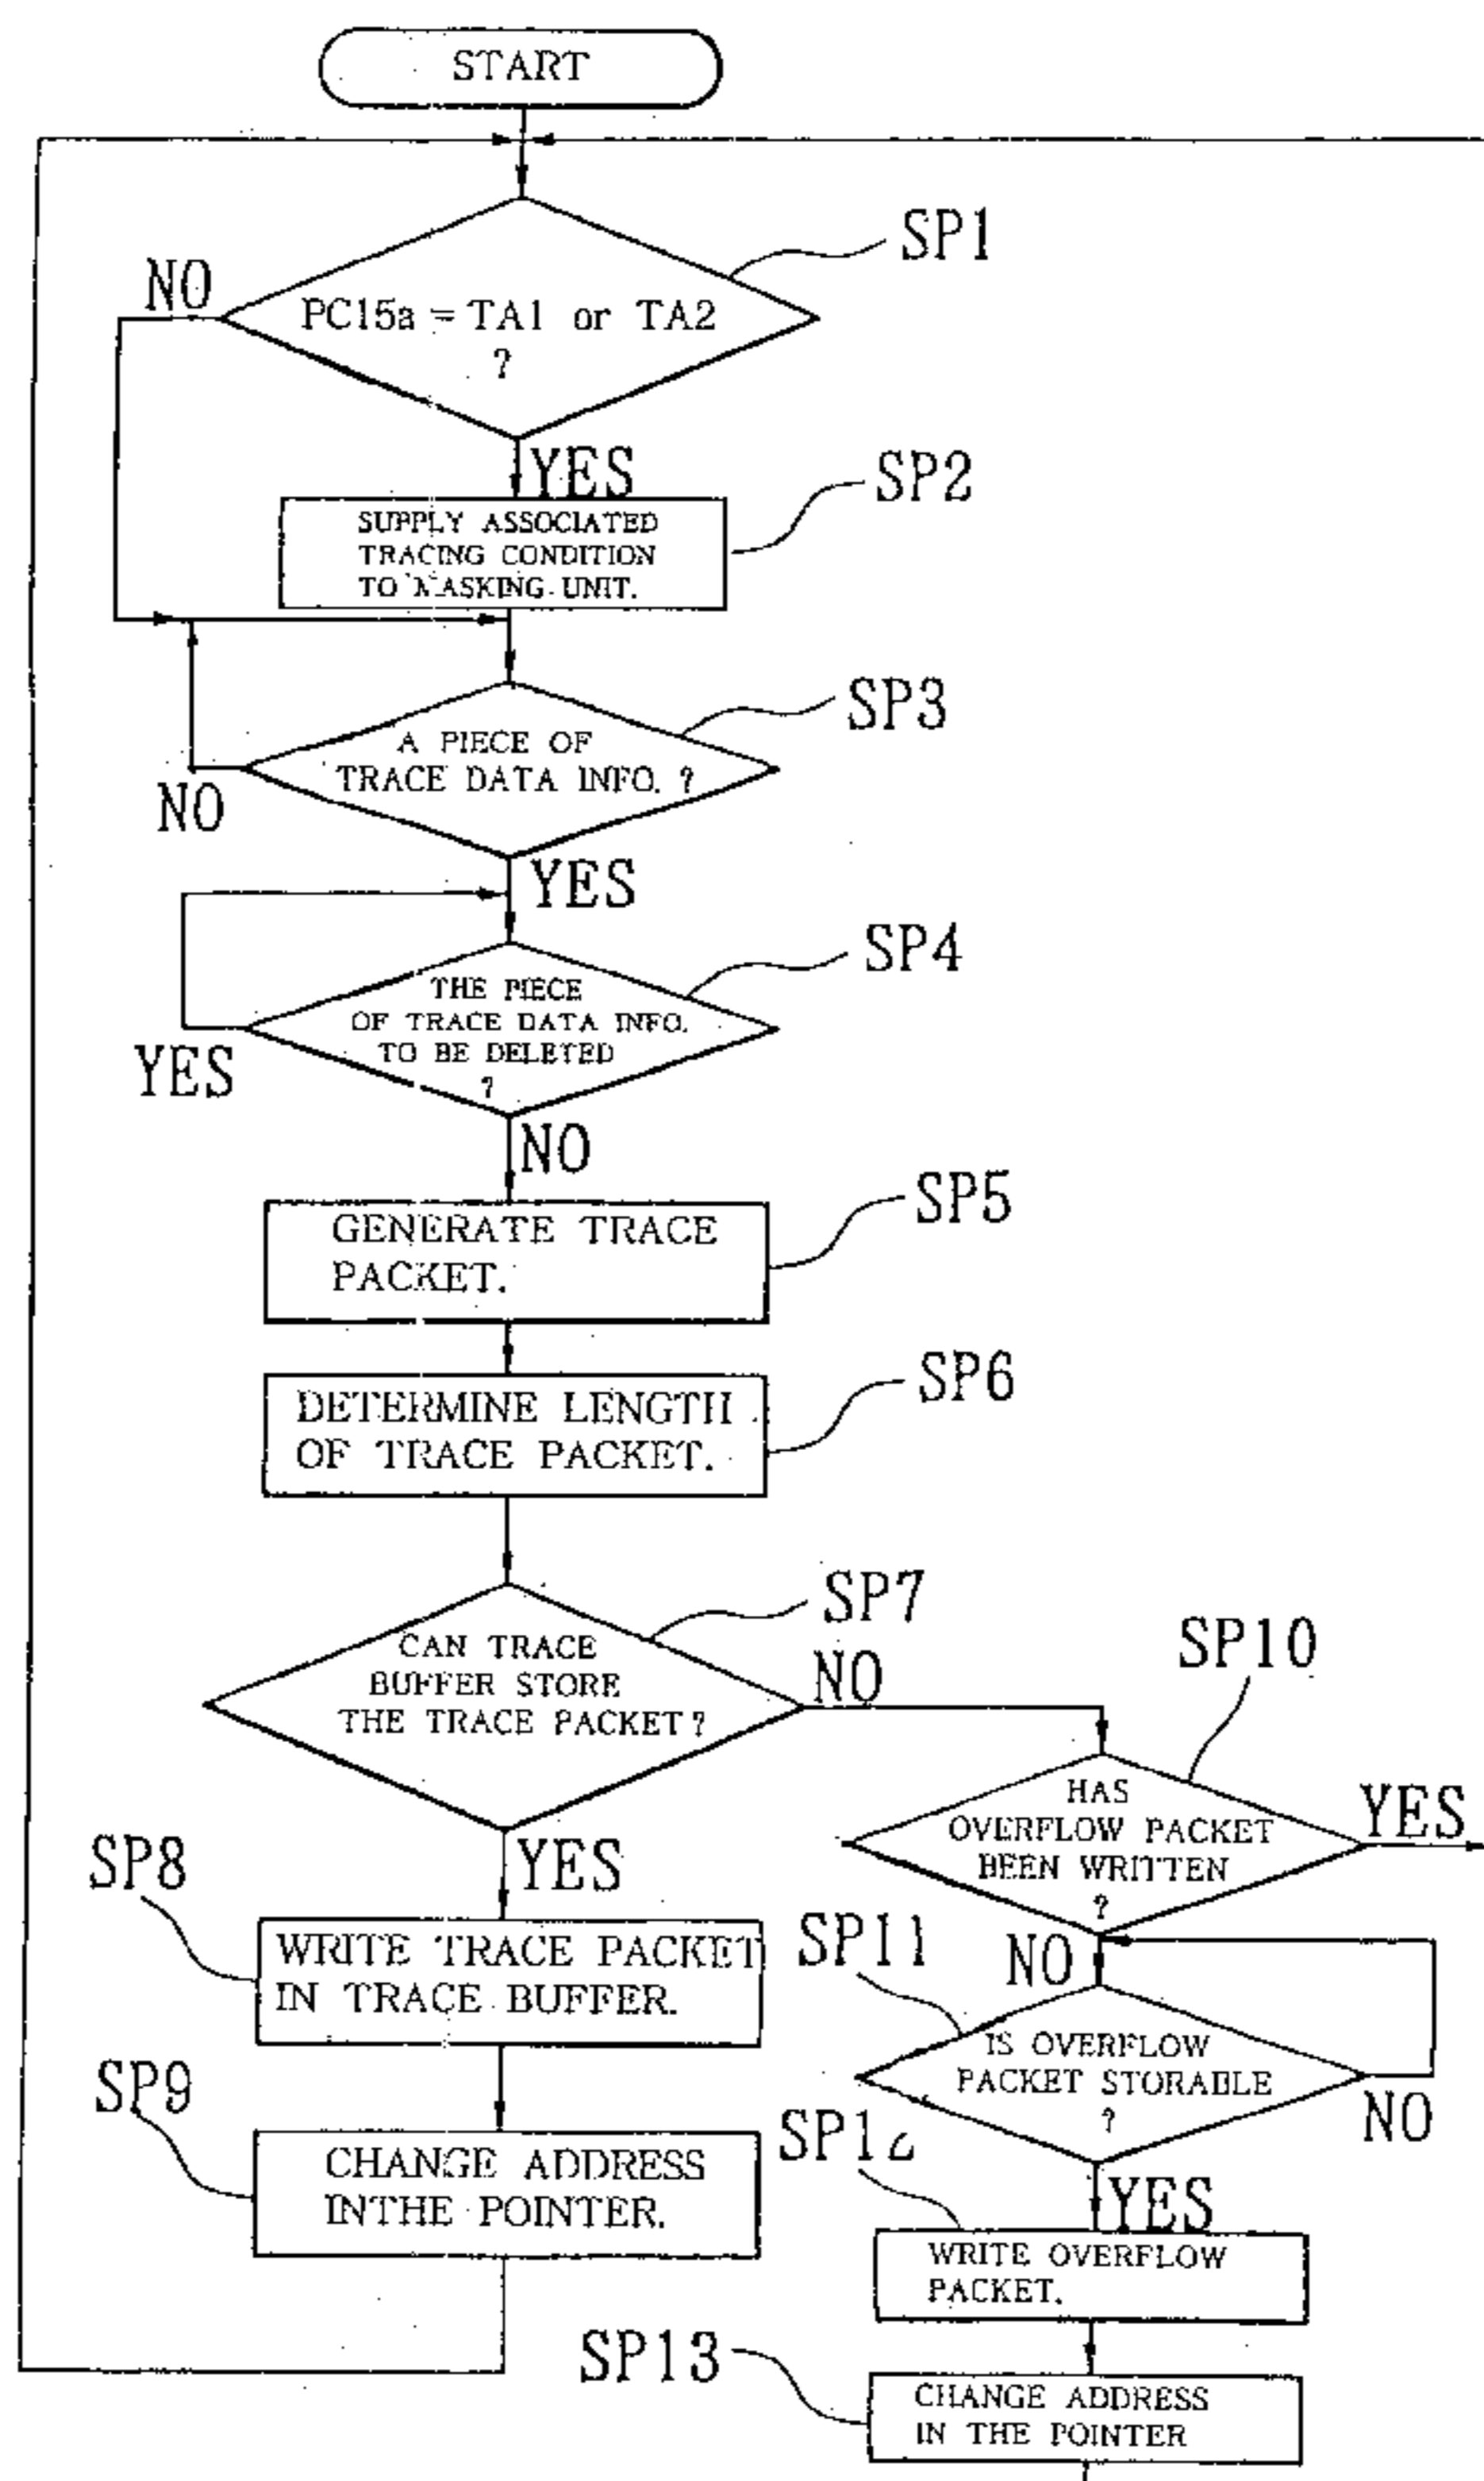 START
SP1
NO
PC15a = TA1 or TA2
?
YES
SP2
SUPPLY ASSOCIATED
TRACING CONDITION
TO MASKING UNIT.
SP3
A PIECE OF
TRACE DATA INFO. ?
NO
YES
SP4
THE PIECE
OF TRACE DATA INFO.
TO BE DELETED
?
YES
NO
SP5
GENERATE TRACE
PACKET.
SP6
DETERMINE LENGTH
OF TRACE PACKET.
SP7
CAN TRACE
BUFFER STORE
THE TRACE PACKET ?
NO
SP10
HAS
OVERFLOW PACKET
BEEN WRITTEN
?
YES
YES
SP8
WRITE TRACE PACKET
IN TRACE BUFFER.
NO
SP11
IS OVERFLOW
PACKET STORABLE
?
NO
SP9
CHANGE ADDRESS
INTHE POINTER.
SP12
YES
WRITE OVERFLOW
PACKET.
SP13
CHANGE ADDRESS
IN THE POINTER